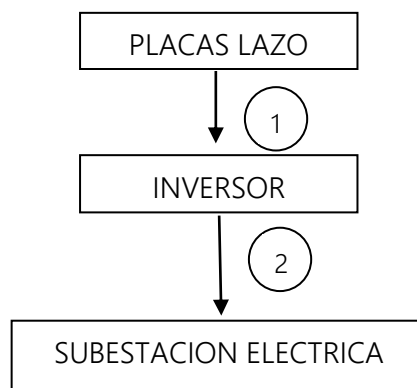 PLACAS LAZO
1
INVERSOR
2
SUBESTACION ELECTRICA